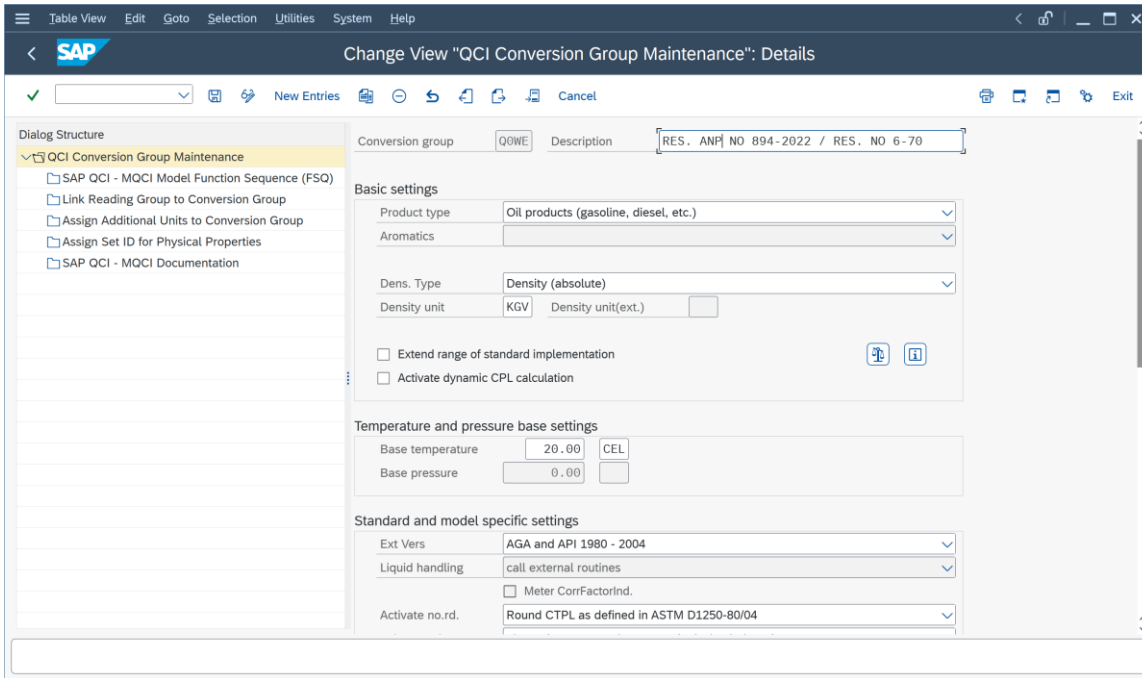 Table View Edit Goto Selection Utilities System Help
SAP Change View "QCI Conversion Group Maintenance": Details
New Entries Cancel Exit
Dialog Structure
QCI Conversion Group Maintenance
SAP QCI - MQCI Model Function Sequence (FSQ)
Link Reading Group to Conversion Group
Assign Additional Units to Conversion Group
Assign Set ID for Physical Properties
SAP QCI - MQCI Documentation
Conversion group Q0WE Description RES. ANP NO 894-2022 / RES. NO 6-70
Basic settings
Product type Oil products (gasoline, diesel, etc.)
Aromatics
Dens. Type Density (absolute)
Density unit KGV Density unit(ext.)
Extend range of standard implementation
Activate dynamic CPL calculation
Temperature and pressure base settings
Base temperature 20.00 CEL
Base pressure 0.00
Standard and model specific settings
Ext Vers AGA and API 1980 - 2004
Liquid handling call external routines
Meter CorrFactorInd.
Activate no.rd. Round CTPL as defined in ASTM D1250-80/04